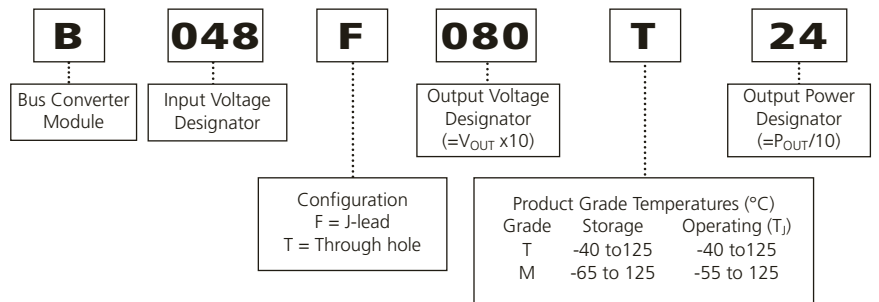 B 048 F 080 T 24
Bus Converter
Module
Input Voltage
Designator
Output Voltage
Designator
(=VOUT x10)
Output Power
Designator
(=POUT/10)
Configuration
F = J-lead
T = Through hole
Product Grade Temperatures (°C)
Grade Storage Operating (TJ)
T -40 to125 -40 to125
M -65 to 125 -55 to 125